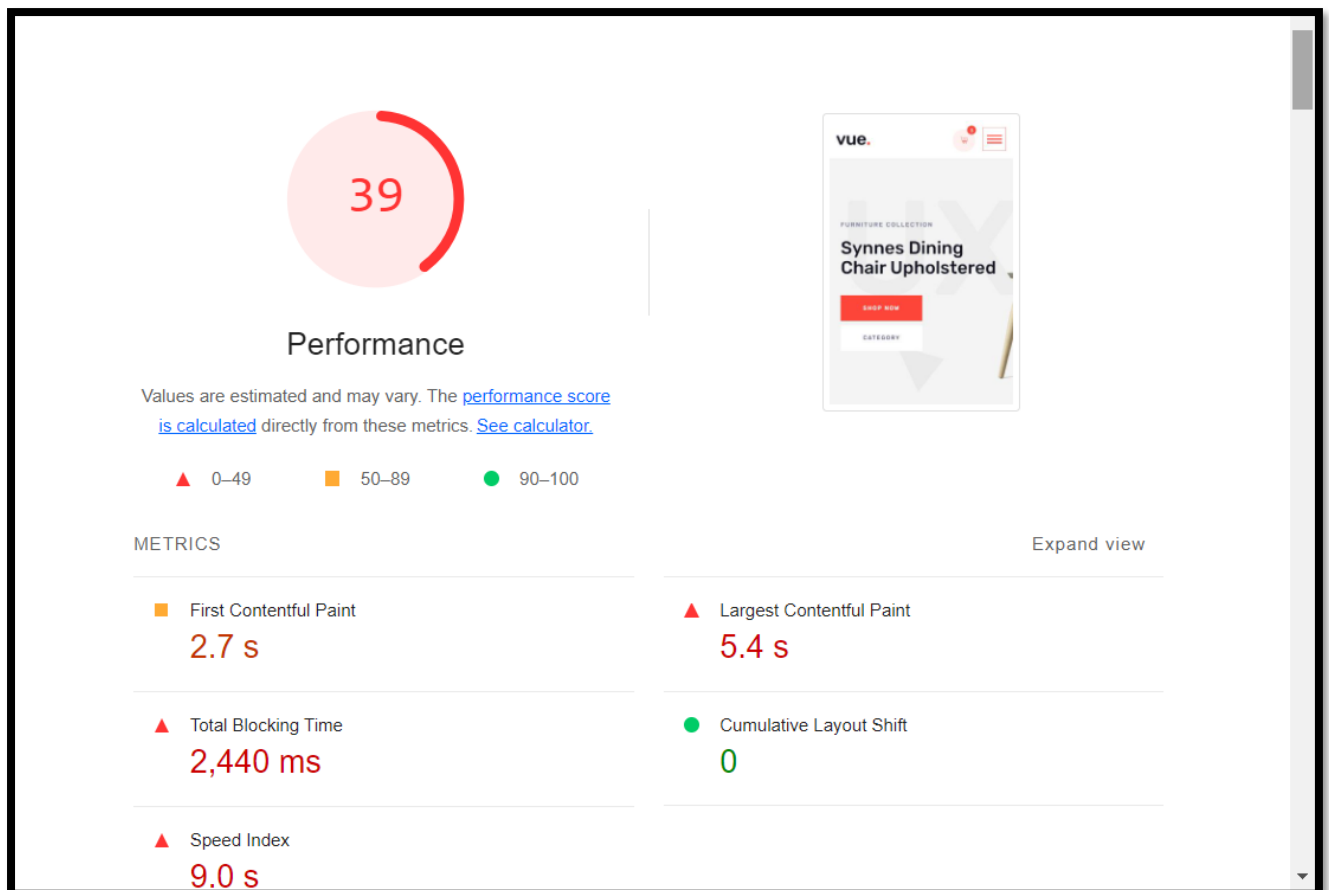 39
Performance
Values are estimated and may vary. The performance score
is calculated directly from these metrics. See calculator.
0–49
50–89
90–100
vue.
FURNITURE COLLECTION
Synnes Dining
Chair Upholstered
SHOP NOW
CATEGORY
METRICS
Expand view
First Contentful Paint
2.7 s
Largest Contentful Paint
5.4 s
Total Blocking Time
2,440 ms
Cumulative Layout Shift
0
Speed Index
9.0 s
UX